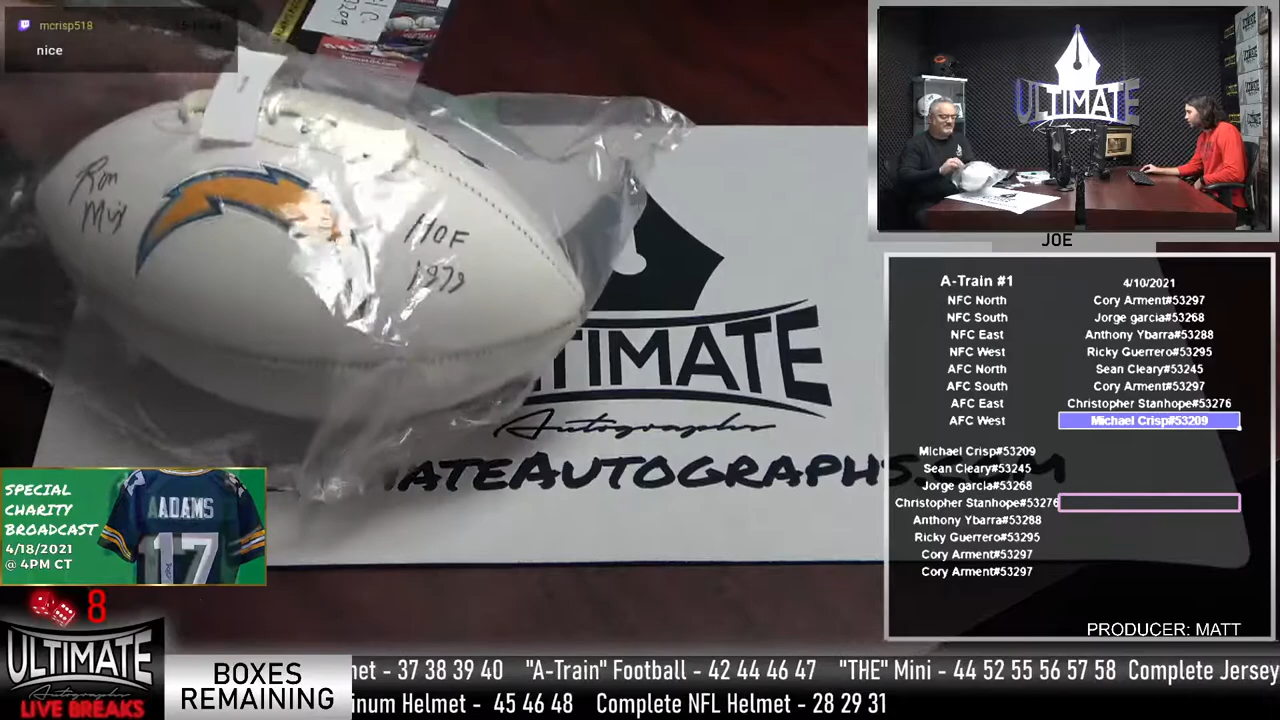 mcrisp518
nice
Ron
Mix
HOF
1979
ULTIMATE
Autographs
ULTIMATE
JOE
A-Train #1 4/10/2021
NFC North Cory Arment#53297
NFC South Jorge garcia#53268
NFC East Anthony Ybarra#53288
NFC West Ricky Guerrero#53295
AFC North Sean Cleary#53245
AFC South Cory Arment#53297
AFC East Christopher Stanhope#53276
AFC West Michael Crisp#53209
Michael Crisp#53209
Sean Cleary#53245
Jorge garcia#53268
Christopher Stanhope#53276
Anthony Ybarra#53288
Ricky Guerrero#53295
Cory Arment#53297
Cory Arment#53297
PRODUCER: MATT
SPECIAL
CHARITY
BROADCAST
4/18/2021
@ 4PM CT
ADAMS
17
8
ULTIMATE
Autographs
LIVE BREAKS
BOXES
REMAINING
met - 37 38 39 40 "A-Train" Football - 42 44 46 47 "THE" Mini - 44 52 55 56 57 58 Complete Jersey
inum Helmet - 45 46 48 Complete NFL Helmet - 28 29 31